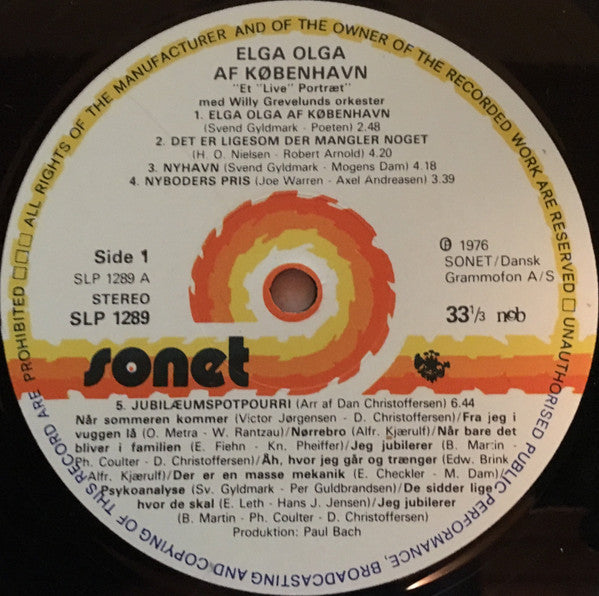 ALL RIGHTS OF THE MANUFACTURER AND OF THE OWNER OF THE RECORDED WORK ARE RESERVED □ UNAUTHORISED PUBLIC PERFORMANCE, BROADCASTING AND COPYING OF THIS RECORD ARE PROHIBITED □□□
ELGA OLGA
AF KØBENHAVN
"Et "Live" Portræt"
med Willy Grevelunds orkester
1. ELGA OLGA AF KØBENHAVN
(Svend Gyldmark - Poeten) 2.48
2. DET ER LIGESOM DER MANGLER NOGET
(H. O. Nielsen - Robert Arnold) 4.20
3. NYHAVN (Svend Gyldmark - Mogens Dam) 4.18
4. NYBODERS PRIS (Joe Warren - Axel Andreasen) 3.39
Side 1
SLP 1289 A
STEREO
SLP 1289
℗ 1976
SONET/Dansk
Grammofon A/S
33 1/3 ncb
sonet
5. JUBILÆUMSPOTPOURRI (Arr af Dan Christoffersen) 6.44
Når sommeren kommer (Victor Jørgensen - D. Christoffersen)/Fra jeg i
vuggen lå (O. Metra - W. Rantzau)/Nørrebro (Alfr. Kjærulf)/Når bare det
bliver i familien (E. Fiehn - Kn. Pheiffer)/Jeg jubilerer (B. Martin -
Ph. Coulter - D. Christoffersen)/Åh, hvor jeg går og trænger (Edw. Brink
- Alfr. Kjærulf)/Der er en masse mekanik (E. Checkler - M. Dam)/
Psykoanalyse (Sv. Gyldmark - Per Guldbrandsen)/De sidder lige
hvor de skal (E. Leth - Hans J. Jensen)/Jeg jubilerer
(B. Martin - Ph. Coulter - D. Christoffersen)
Produktion: Paul Bach